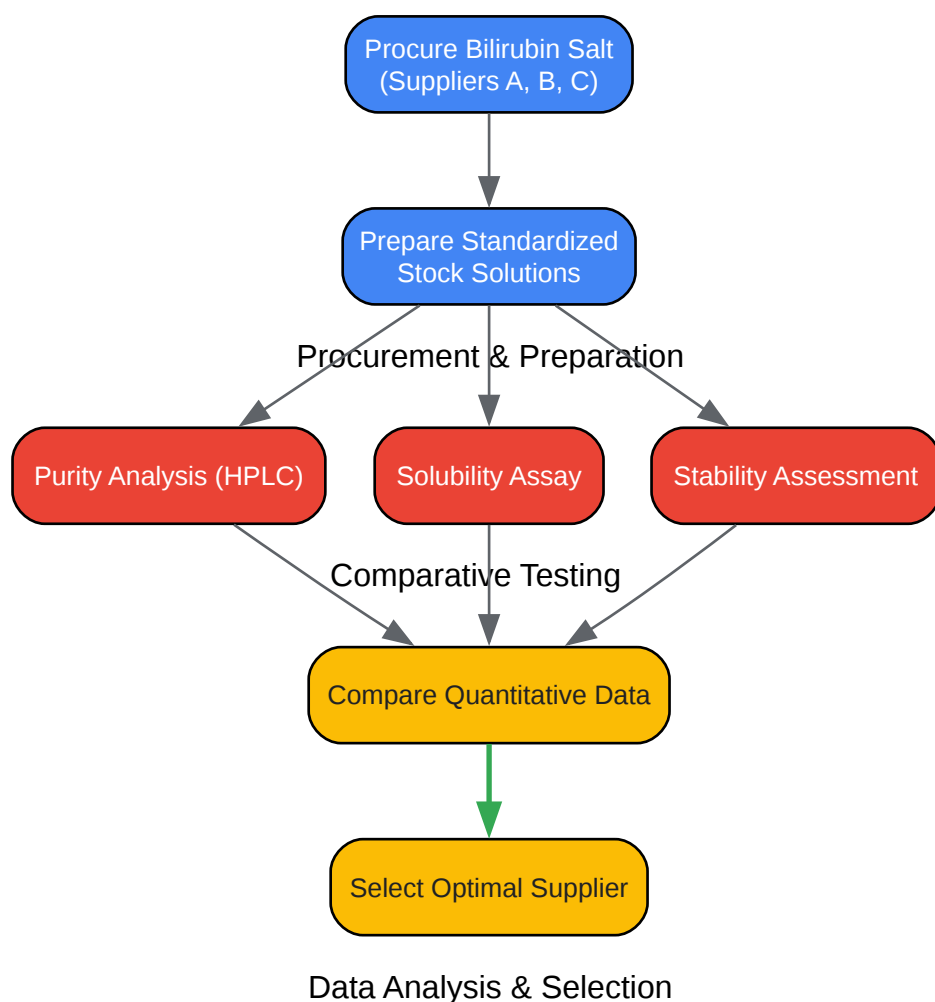 Procure Bilirubin Salt
(Suppliers A, B, C)
Prepare Standardized
Stock Solutions
Procurement & Preparation
Purity Analysis (HPLC)
Solubility Assay
Stability Assessment
Comparative Testing
Compare Quantitative Data
Select Optimal Supplier
Data Analysis & Selection